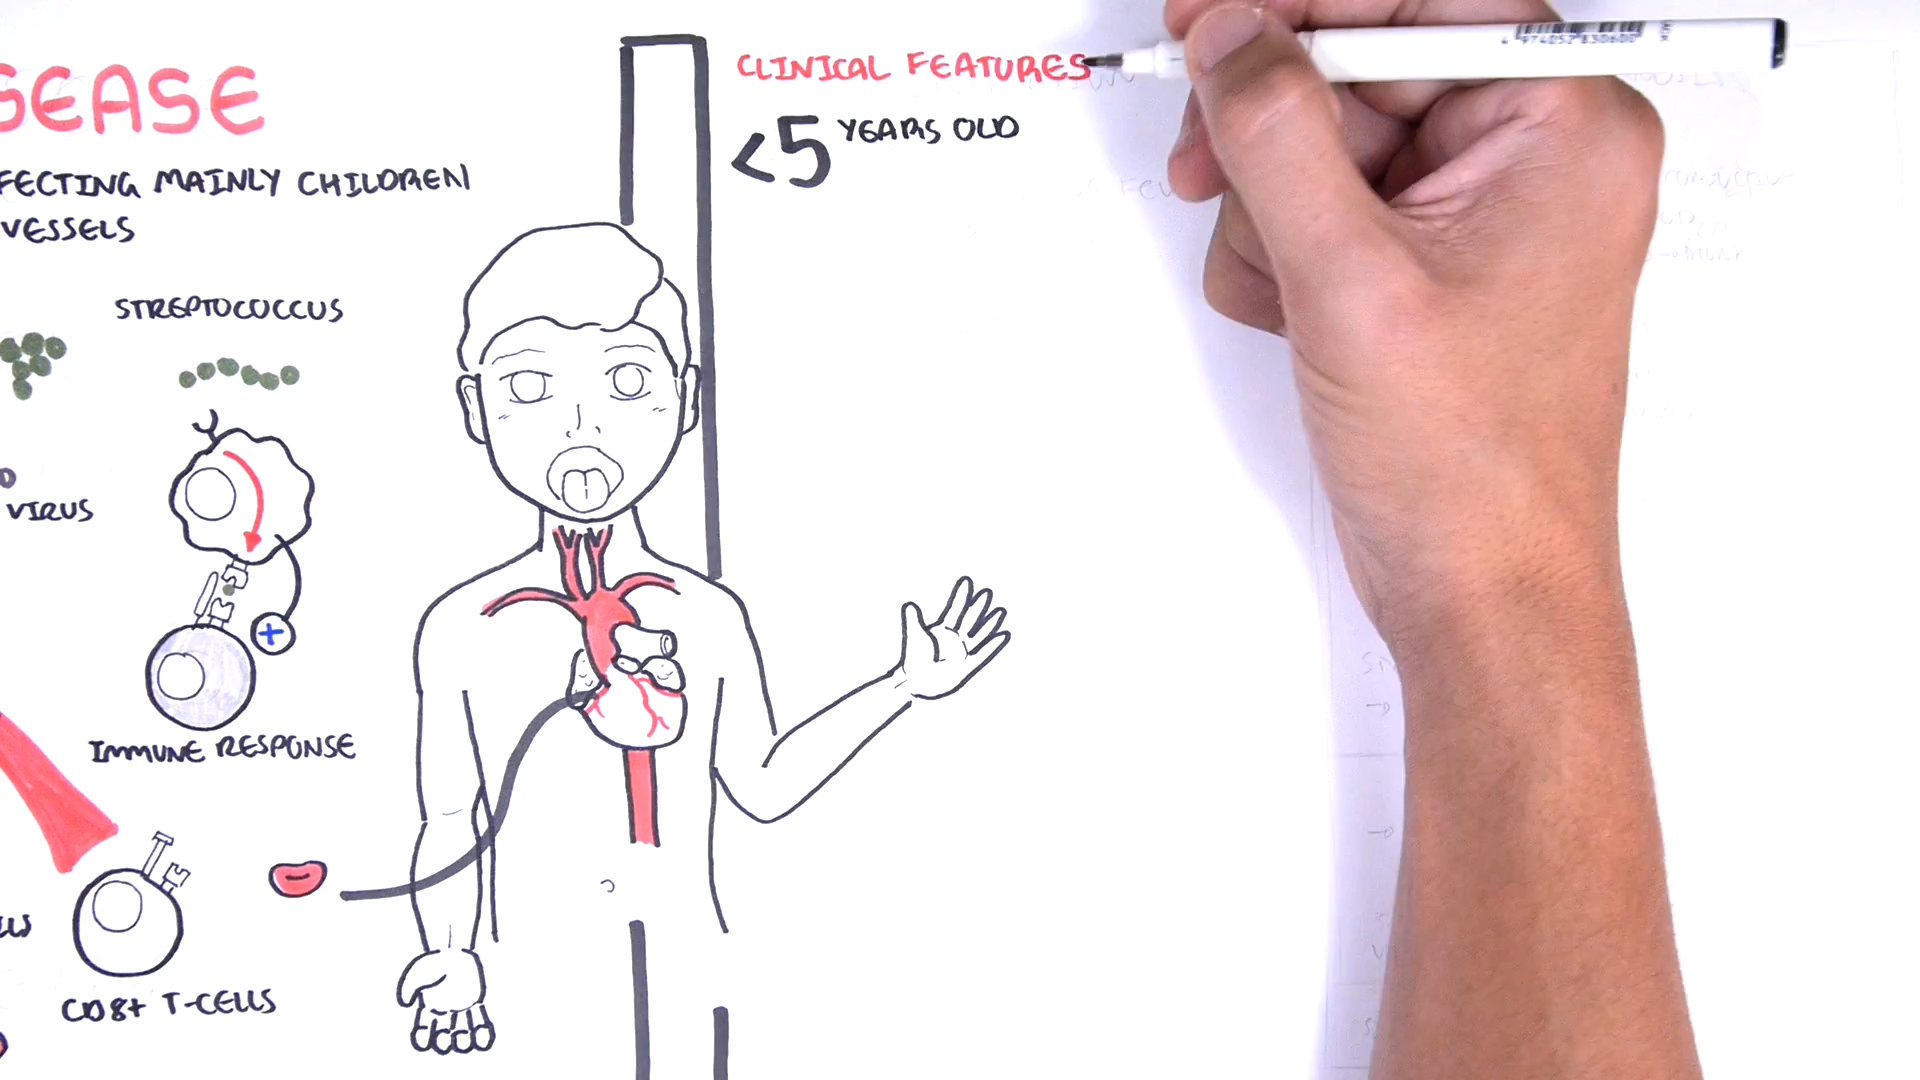 SEASE
FECTING MAINLY CHILDREN
VESSELS
STREPTOCOCCUS
VIRUS
IMMUNE RESPONSE
CD8+ T-CELLS
CLINICAL FEATURES
<5 YEARS OLD